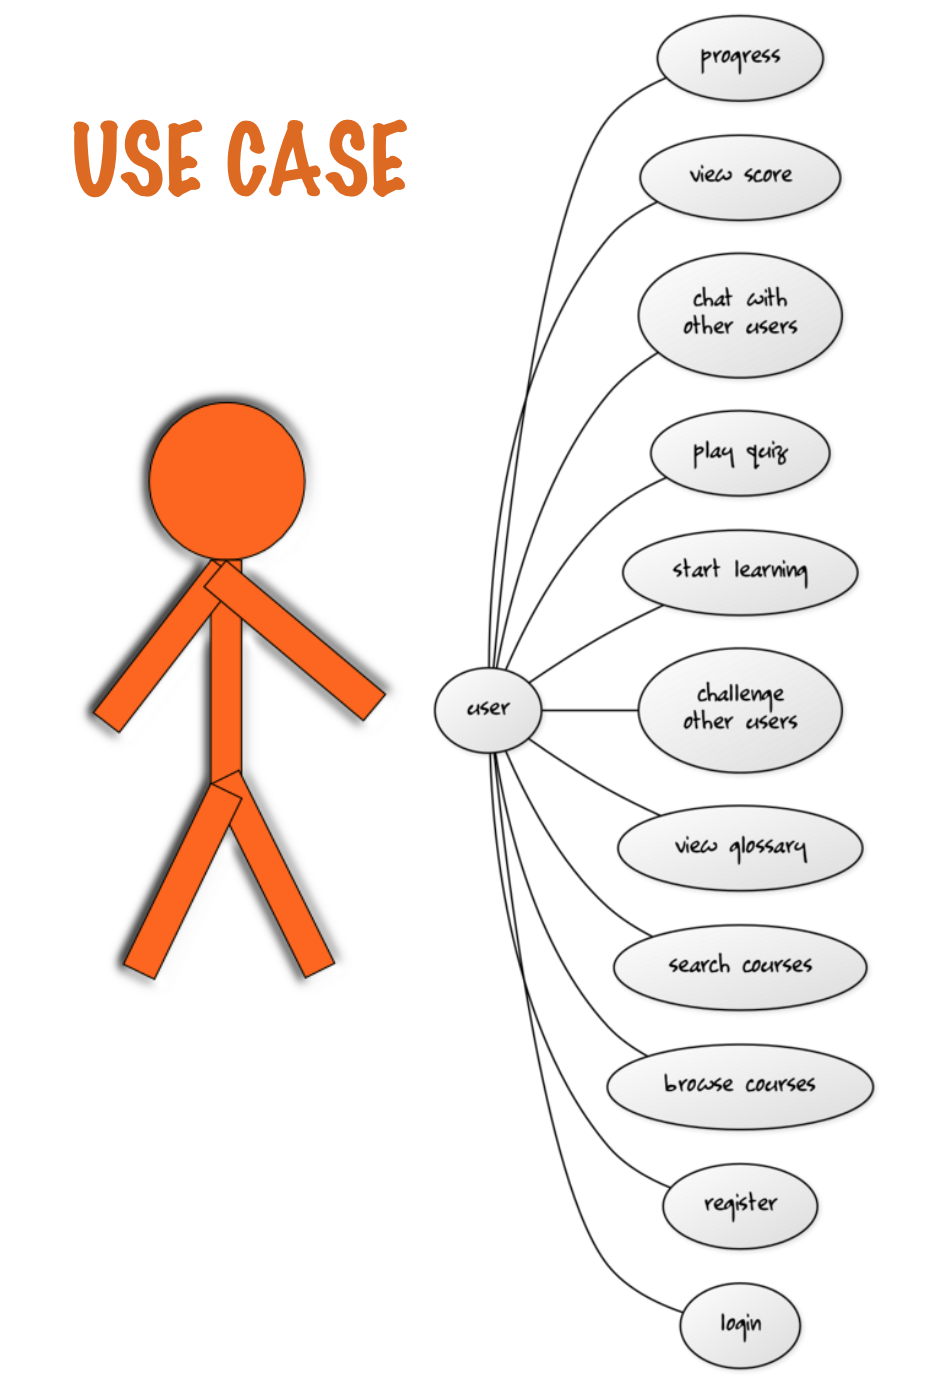 USE CASE
progress
view score
chat with
other users
play quiz
start learning
user
challenge
other users
view glossary
search courses
browse courses
register
login